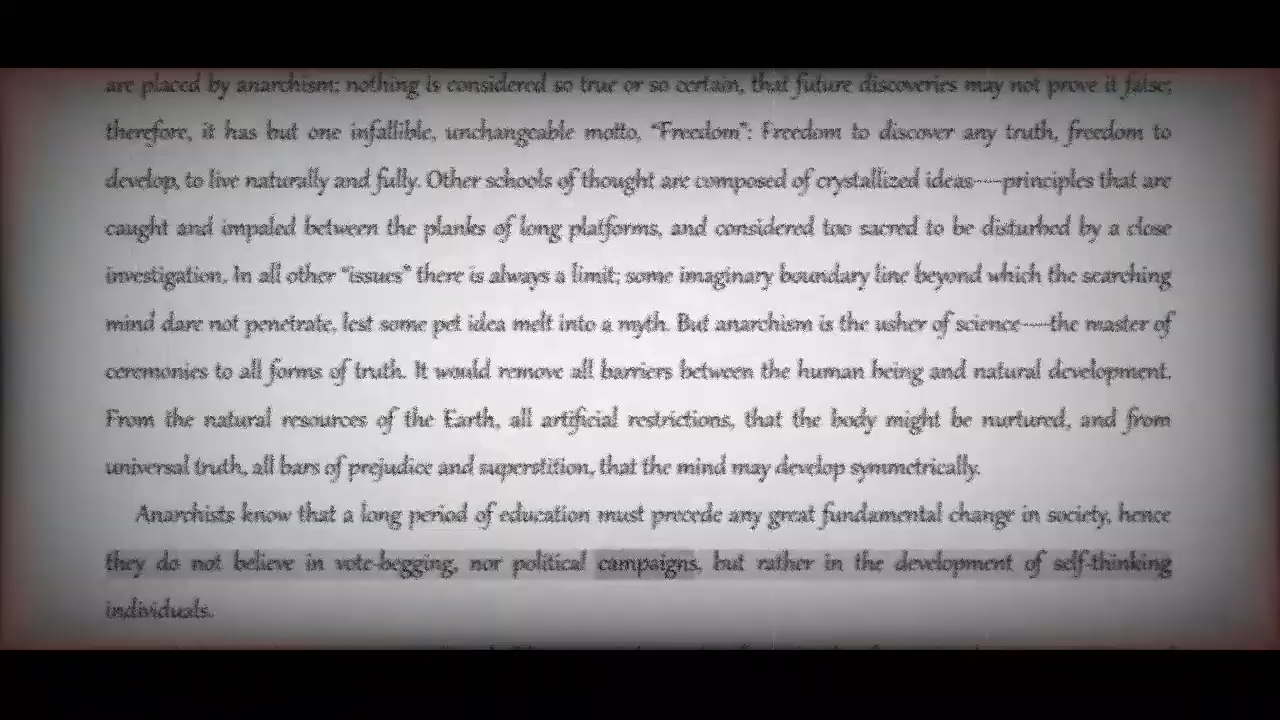 are placed by anarchism; nothing is considered so true or so certain, that future discoveries may not prove it false;
therefore, it has but one infallible, unchangeable motto, "Freedom": Freedom to discover any truth, freedom to
develop, to live naturally and fully. Other schools of thought are composed of crystallized ideas—principles that are
caught and impaled between the planks of long platforms, and considered too sacred to be disturbed by a close
investigation. In all other "issues" there is always a limit; some imaginary boundary line beyond which the searching
mind dare not penetrate, lest some pet idea melt into a myth. But anarchism is the usher of science—the master of
ceremonies to all forms of truth. It would remove all barriers between the human being and natural development.
From the natural resources of the Earth, all artificial restrictions, that the body might be nurtured, and from
universal truth, all bars of prejudice and superstition, that the mind may develop symmetrically.
Anarchists know that a long period of education must precede any great fundamental change in society, hence
they do not believe in vote-begging, nor political campaigns, but rather in the development of self-thinking
individuals.